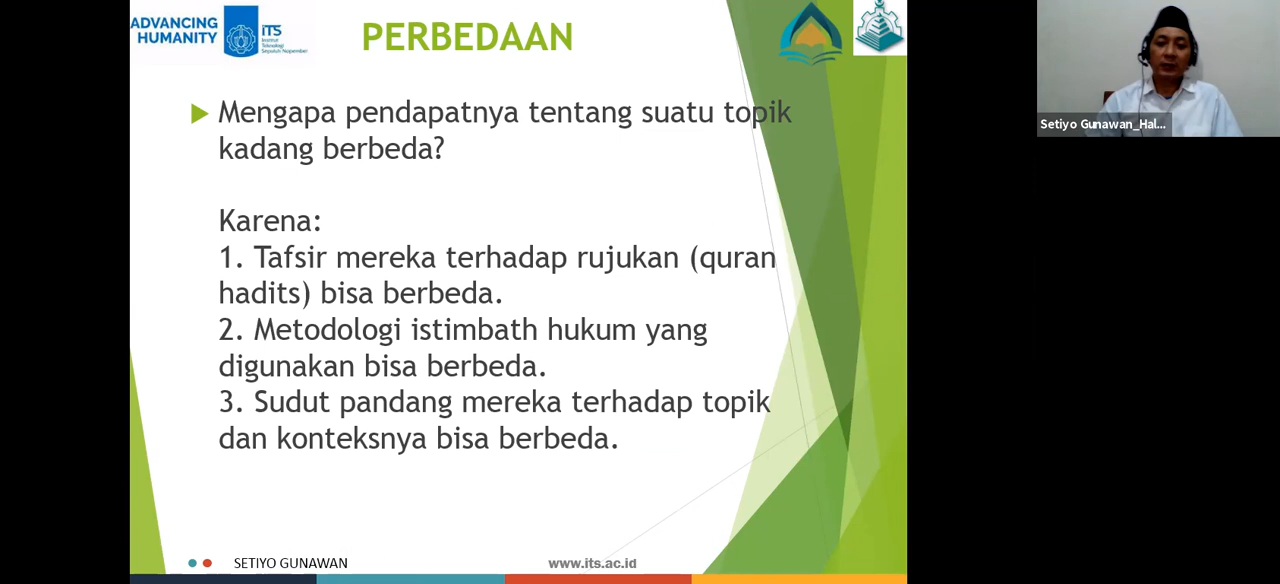 ADVANCING
HUMANITY
ITS
Institut
Teknologi
Sepuluh Nopember
PERBEDAAN
Mengapa pendapatnya tentang suatu topik
kadang berbeda?
Karena:
1. Tafsir mereka terhadap rujukan (quran
hadits) bisa berbeda.
2. Metodologi istimbath hukum yang
digunakan bisa berbeda.
3. Sudut pandang mereka terhadap topik
dan konteksnya bisa berbeda.
SETIYO GUNAWAN
www.its.ac.id
Setiyo Gunawan_Hal...